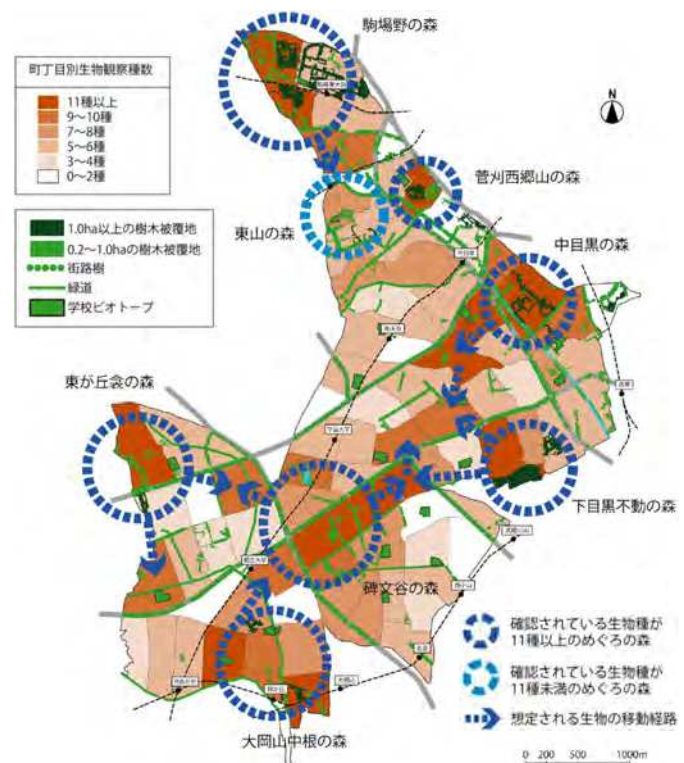 駒場野の森
町丁目別生物観察種数
11種以上
9~10種
7~8種
5~6種
3~4種
0~2種
N
菅刈西郷山の森
東山の森
中目黒の森
1.0ha以上の樹木被覆地
0.2~1.0haの樹木被覆地
街路樹
緑道
学校ビオトープ
東が丘衾の森
下目黒不動の森
碑文谷の森
確認されている生物種が
11種以上のめぐろの森
確認されている生物種が
11種未満のめぐろの森
想定される生物の移動経路
大岡山中根の森
0 200 500 1000m